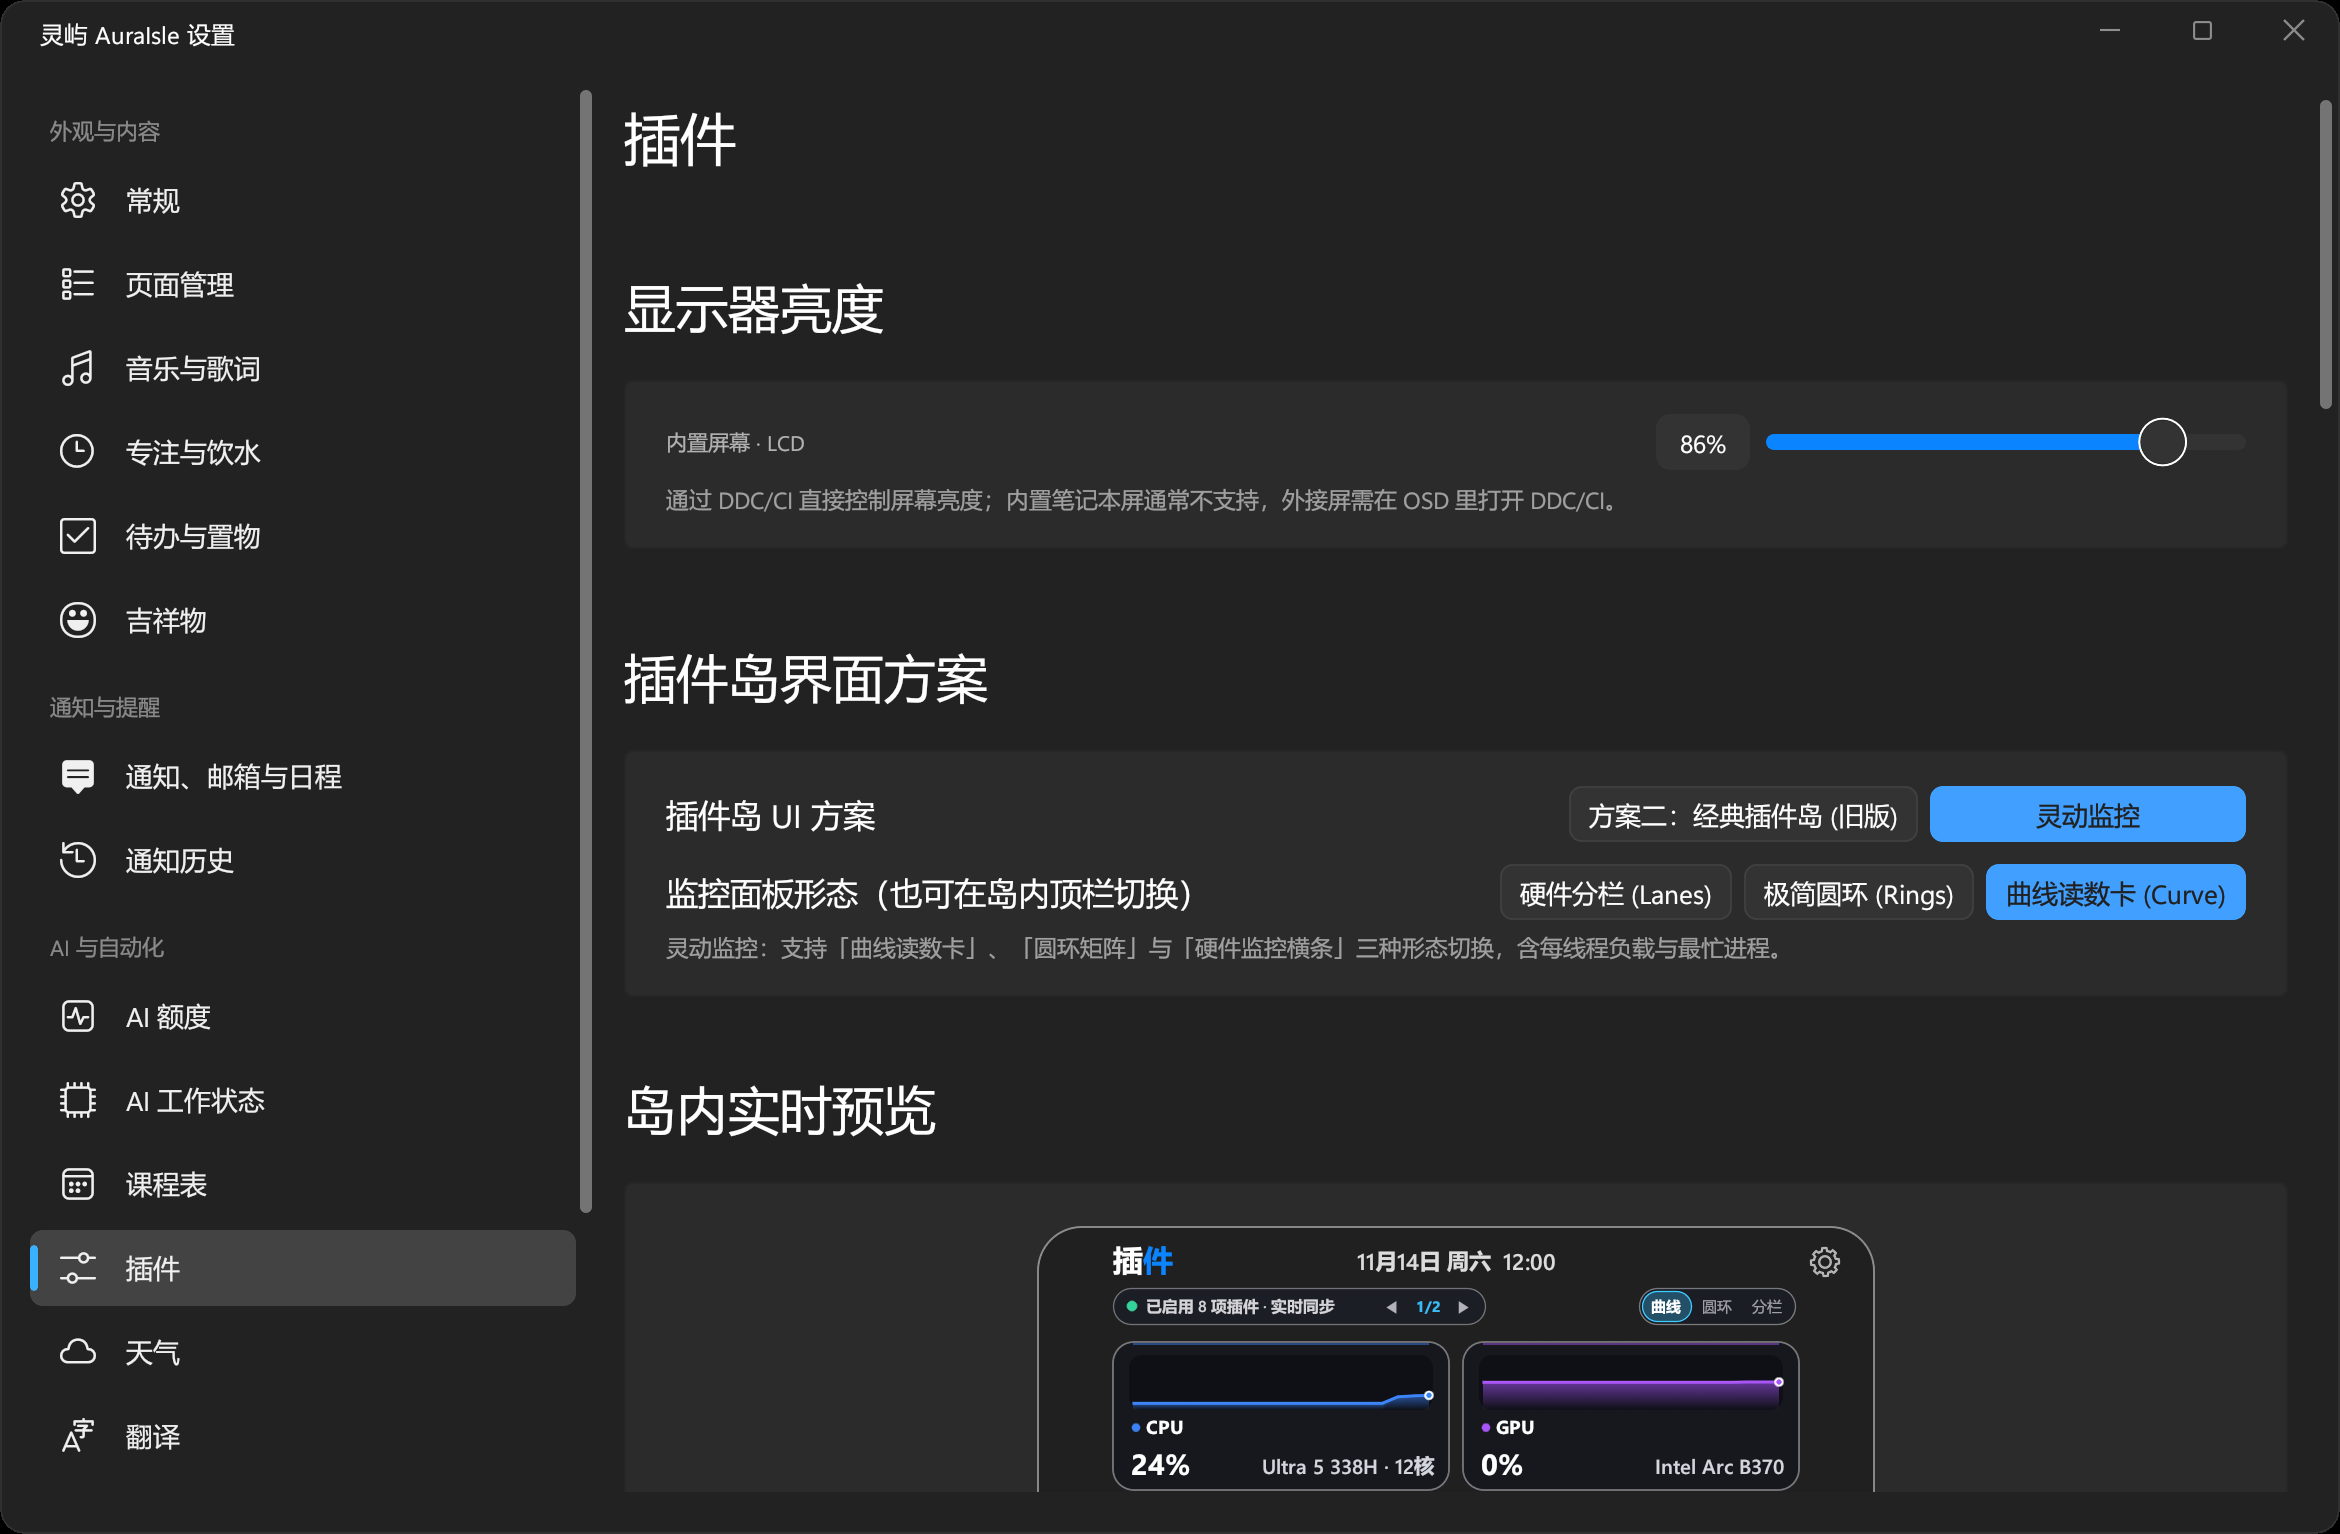 灵屿 AuraIsle 设置
外观与内容
常规
页面管理
音乐与歌词
专注与饮水
待办与置物
吉祥物
通知与提醒
通知、邮箱与日程
通知历史
AI 与自动化
AI 额度
AI 工作状态
课程表
插件
天气
翻译
插件
显示器亮度
内置屏幕 · LCD
86%
通过 DDC/CI 直接控制屏幕亮度；内置笔记本屏通常不支持，外接屏需在 OSD 里打开 DDC/CI。
插件岛界面方案
插件岛 UI 方案
方案二：经典插件岛 (旧版)
灵动监控
监控面板形态（也可在岛内顶栏切换）
硬件分栏 (Lanes)
极简圆环 (Rings)
曲线读数卡 (Curve)
灵动监控：支持「曲线读数卡」、「圆环矩阵」与「硬件监控横条」三种形态切换，含每线程负载与最忙进程。
岛内实时预览
插件
11月14日 周六 12:00
已启用 8 项插件 · 实时同步
1/2
曲线 圆环 分栏
CPU
24%
Ultra 5 338H · 12核
GPU
0%
Intel Arc B370
字
A